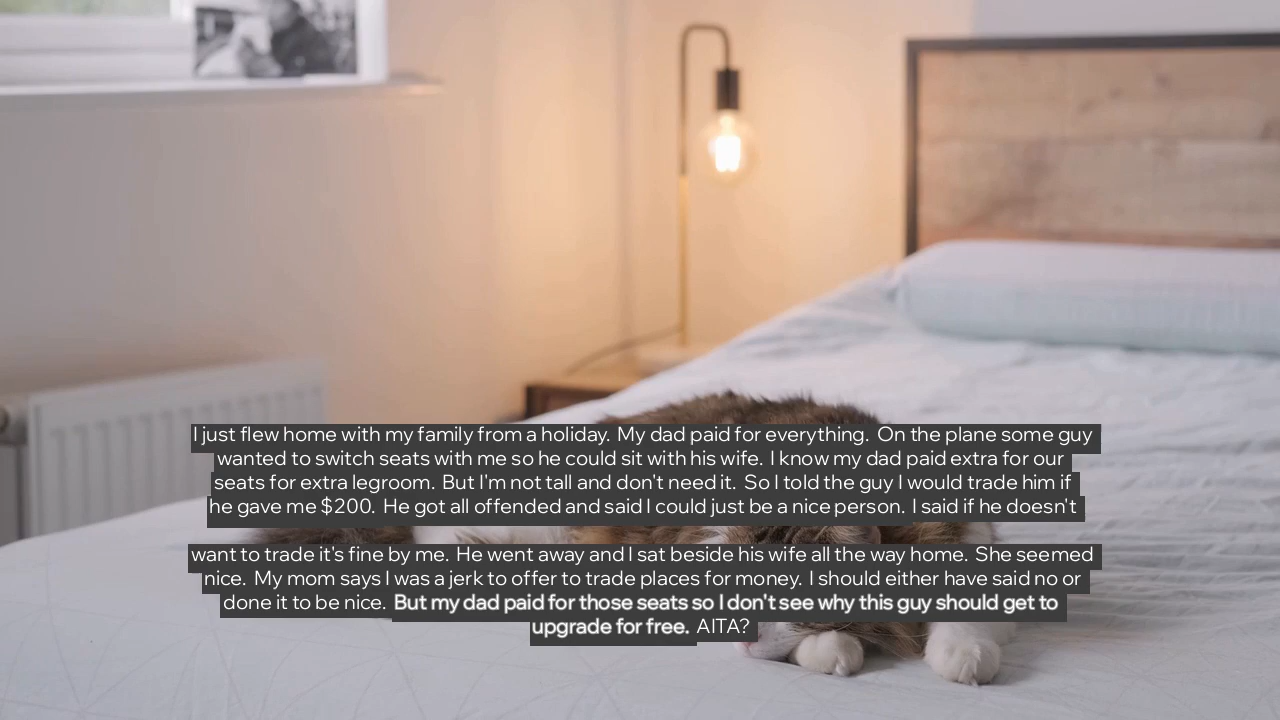 I just flew home with my family from a holiday. My dad paid for everything. On the plane some guy
wanted to switch seats with me so he could sit with his wife. I know my dad paid extra for our
seats for extra legroom. But I'm not tall and don't need it. So I told the guy I would trade him if
he gave me $200. He got all offended and said I could just be a nice person. I said if he doesn't
want to trade it's fine by me. He went away and I sat beside his wife all the way home. She seemed
nice. My mom says I was a jerk to offer to trade places for money. I should either have said no or
done it to be nice. But my dad paid for those seats so I don't see why this guy should get to
upgrade for free. AITA?